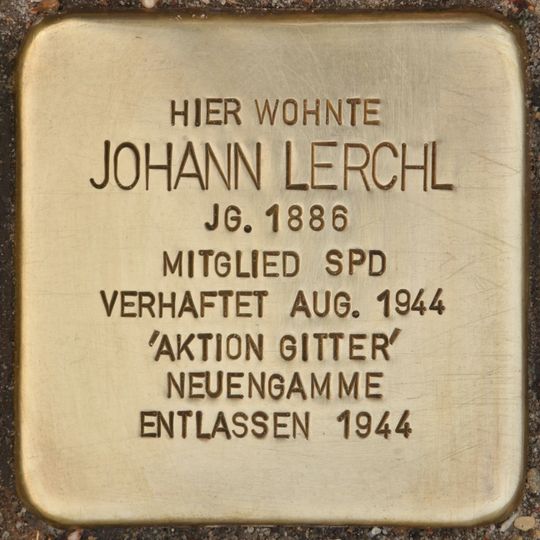 HIER WOHNTE
JOHANN LERCHL
JG. 1886
MITGLIED SPD
VERHAFTET AUG. 1944
'AKTION GITTER'
NEUENGAMME
ENTLASSEN 1944